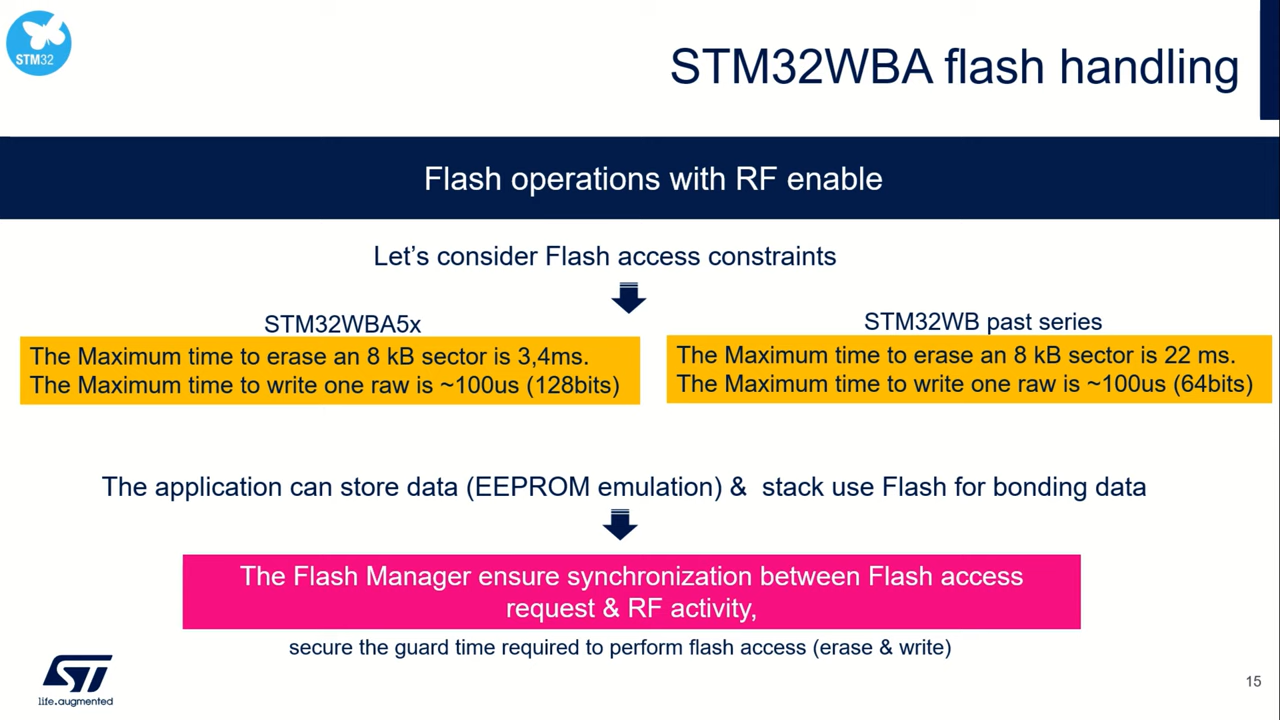 STM32
STM32WBA flash handling
Flash operations with RF enable
Let's consider Flash access constraints
STM32WBA5x
The Maximum time to erase an 8 kB sector is 3,4ms.
The Maximum time to write one raw is ~100us (128bits)
STM32WB past series
The Maximum time to erase an 8 kB sector is 22 ms.
The Maximum time to write one raw is ~100us (64bits)
The application can store data (EEPROM emulation) & stack use Flash for bonding data
The Flash Manager ensure synchronization between Flash access
request & RF activity,
secure the guard time required to perform flash access (erase & write)
ST
life.augmented
15